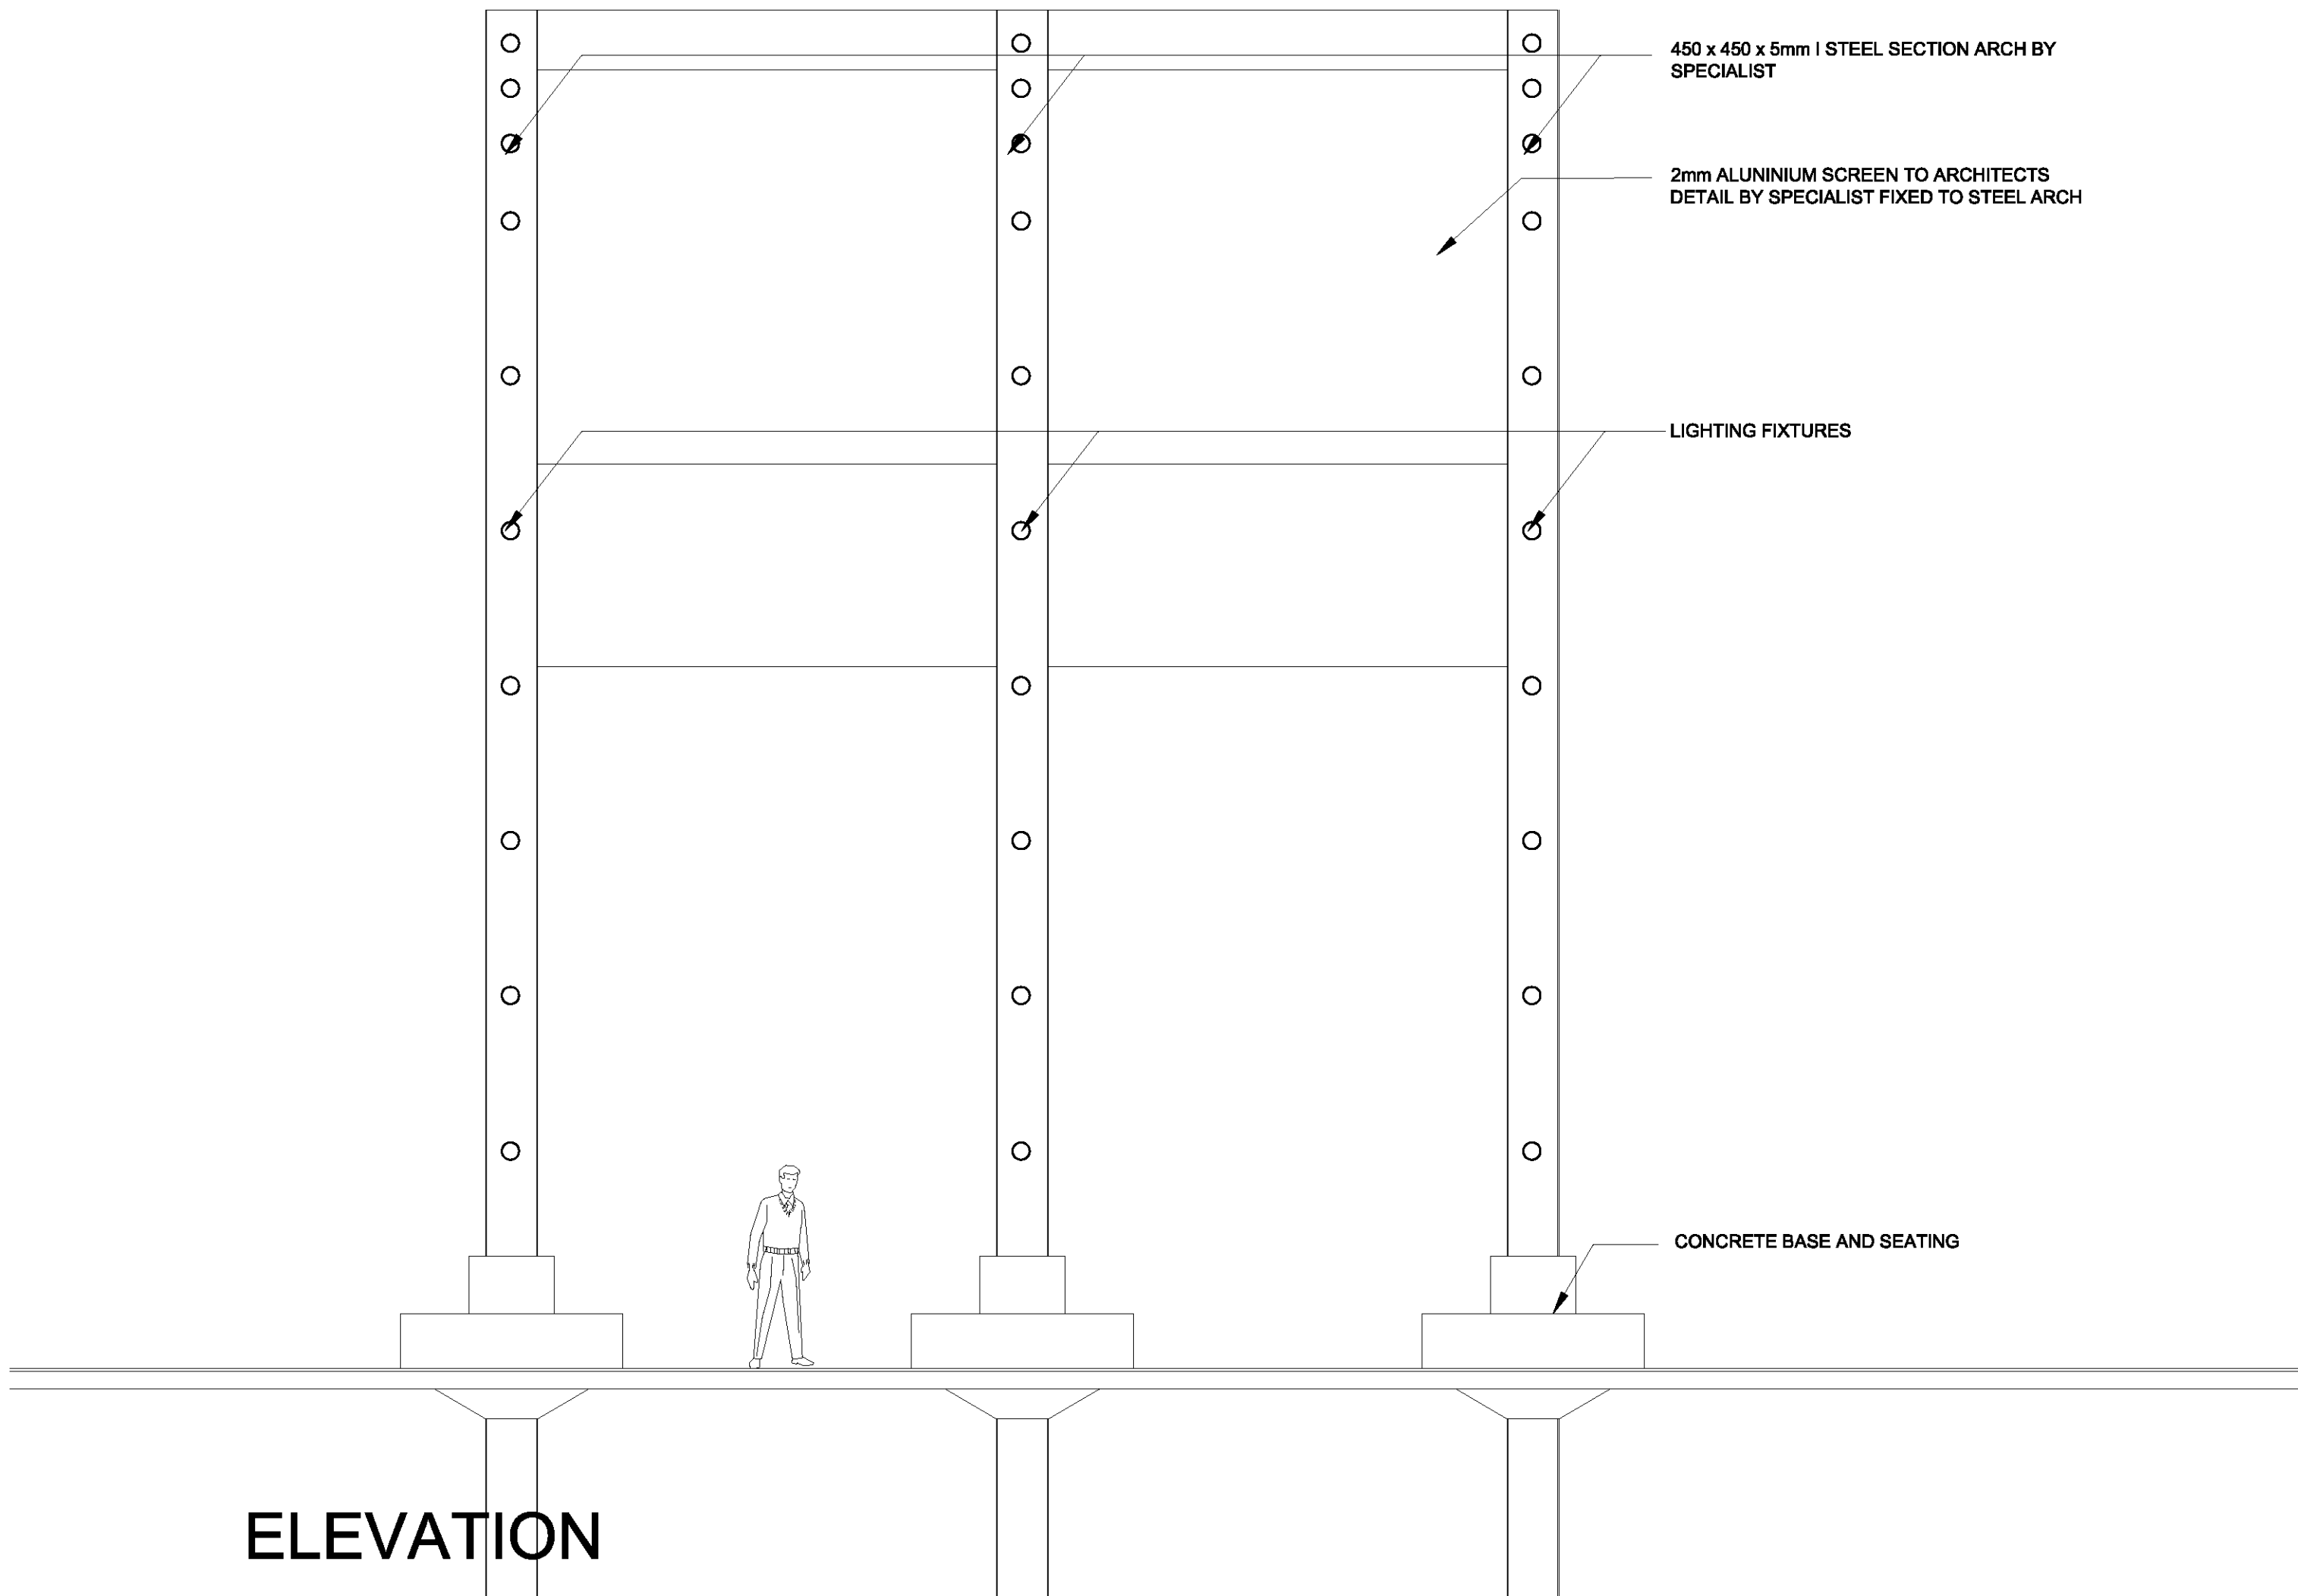 450 x 450 x 5mm I STEEL SECTION ARCH BY
SPECIALIST
2mm ALUNINIUM SCREEN TO ARCHITECTS
DETAIL BY SPECIALIST FIXED TO STEEL ARCH
LIGHTING FIXTURES
CONCRETE BASE AND SEATING
ELEVATION